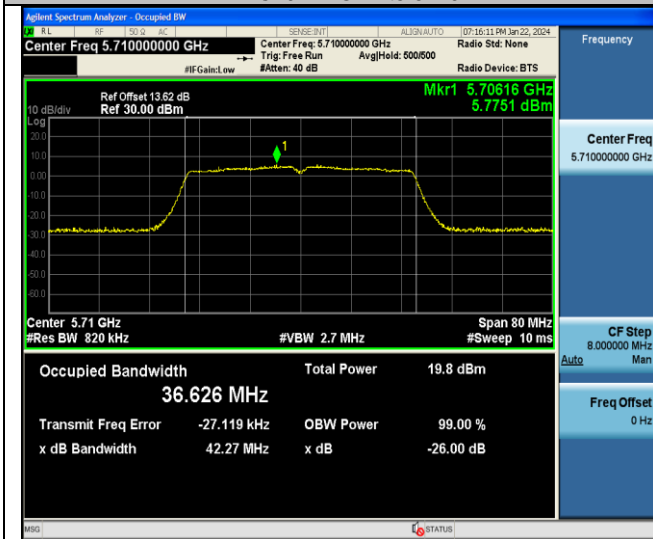 Agilent Spectrum Analyzer - Occupied BW
RL RF 50 Ω AC SENSE:INT ALIGN AUTO 07:16:11 PM Jan 22, 2024
Center Freq 5.710000000 GHz
Center Freq: 5.710000000 GHz
Radio Std: None
Trig: Free Run Avg|Hold: 500/500
#IFGain:Low #Atten: 40 dB Radio Device: BTS
Frequency
Mkr1 5.70616 GHz
5.7751 dBm
Ref Offset 13.62 dB
10 dB/div Ref 30.00 dBm
Log
20.0
10.0
0.00
-10.0
-20.0
-30.0
-40.0
-50.0
-60.0
1
Center Freq
5.710000000 GHz
Center 5.71 GHz Span 80 MHz
#Res BW 820 kHz #VBW 2.7 MHz #Sweep 10 ms
CF Step
8.000000 MHz
Auto Man
Occupied Bandwidth Total Power 19.8 dBm
36.626 MHz
Transmit Freq Error -27.119 kHz OBW Power 99.00 %
x dB Bandwidth 42.27 MHz x dB -26.00 dB
Freq Offset
0 Hz
MSG STATUS